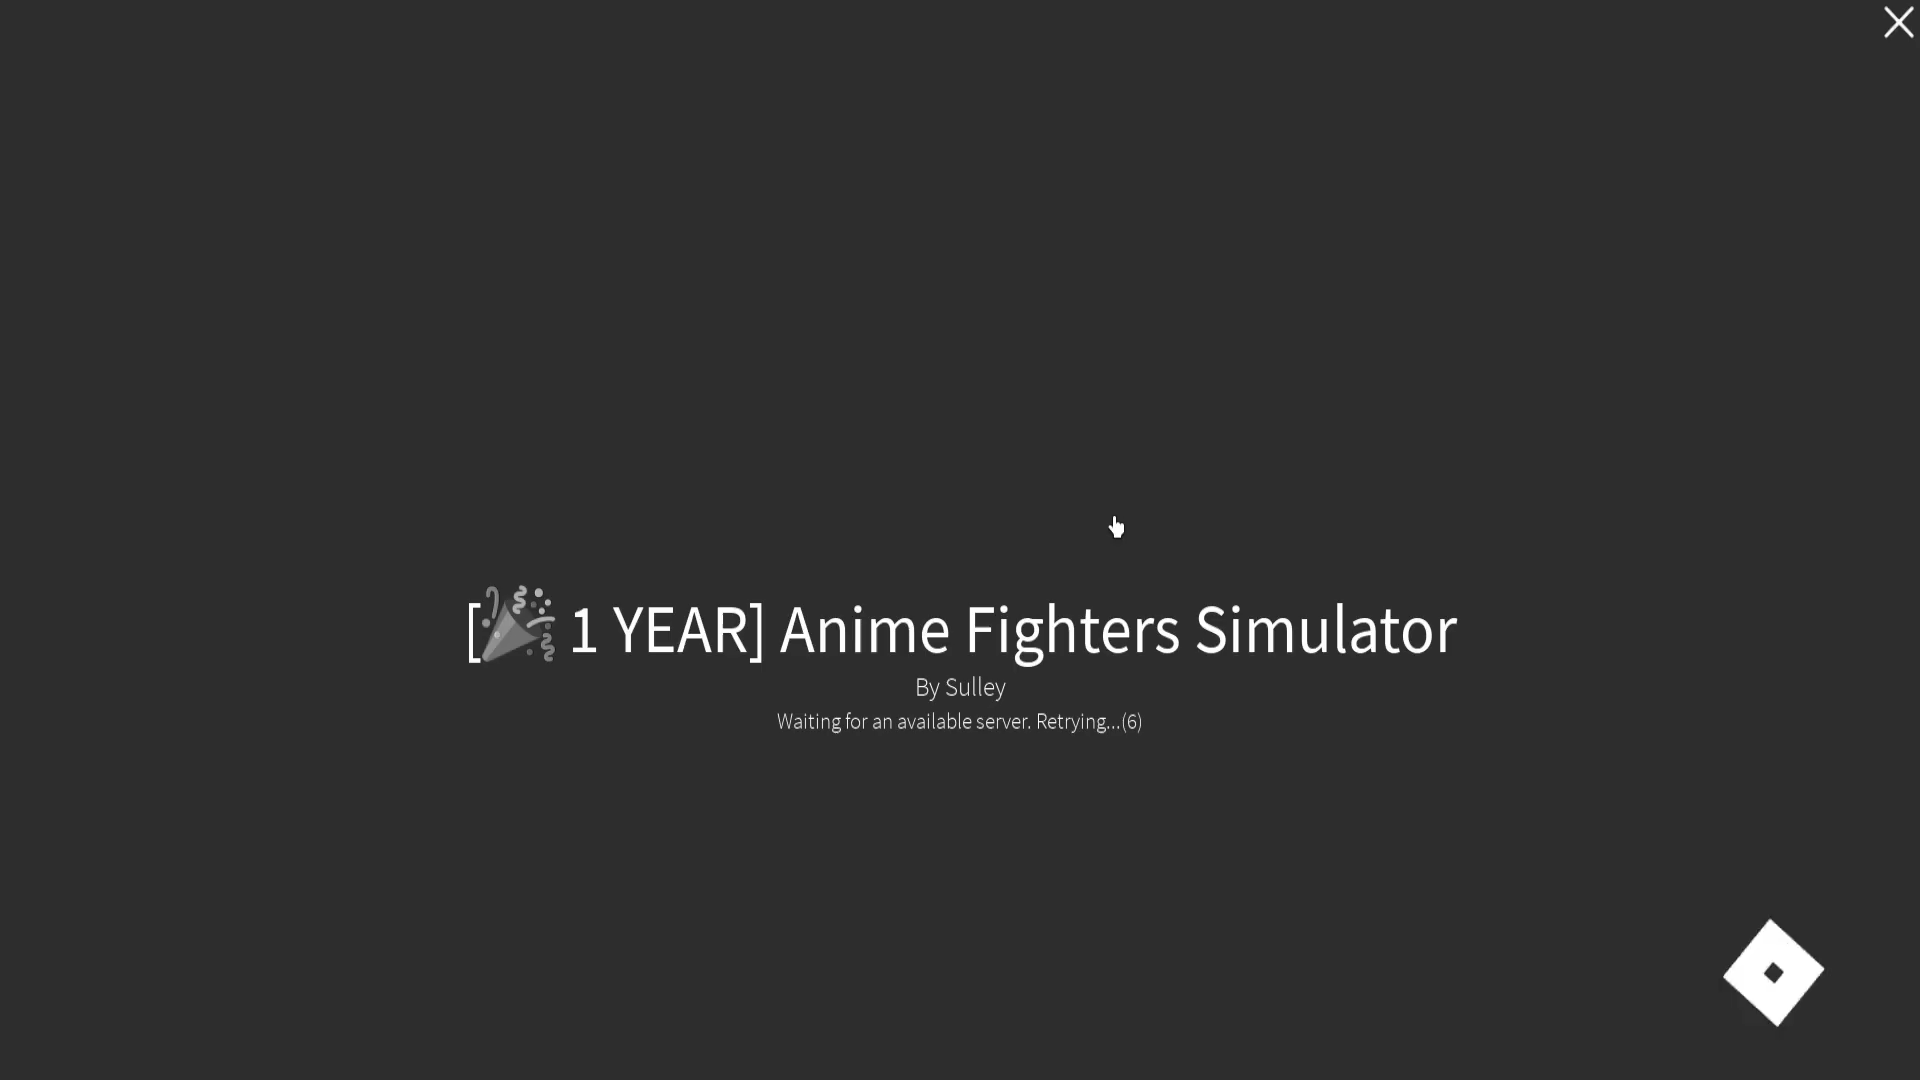 [🎉 1 YEAR] Anime Fighters Simulator
By Sulley
Waiting for an available server. Retrying...(6)